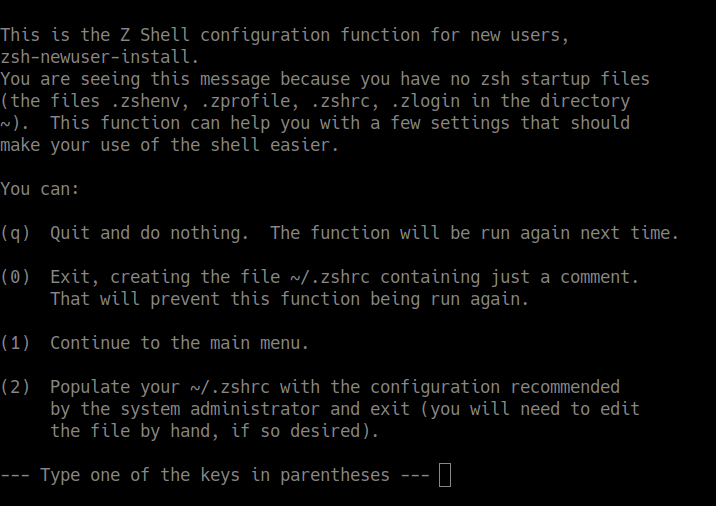 This is the Z Shell configuration function for new users,
zsh-newuser-install.
You are seeing this message because you have no zsh startup files
(the files .zshenv, .zprofile, .zshrc, .zlogin in the directory
~).  This function can help you with a few settings that should
make your use of the shell easier.

You can:

(q)  Quit and do nothing.  The function will be run again next time.

(0)  Exit, creating the file ~/.zshrc containing just a comment.
     That will prevent this function being run again.

(1)  Continue to the main menu.

(2)  Populate your ~/.zshrc with the configuration recommended
     by the system administrator and exit (you will need to edit
     the file by hand, if so desired).

--- Type one of the keys in parentheses ---